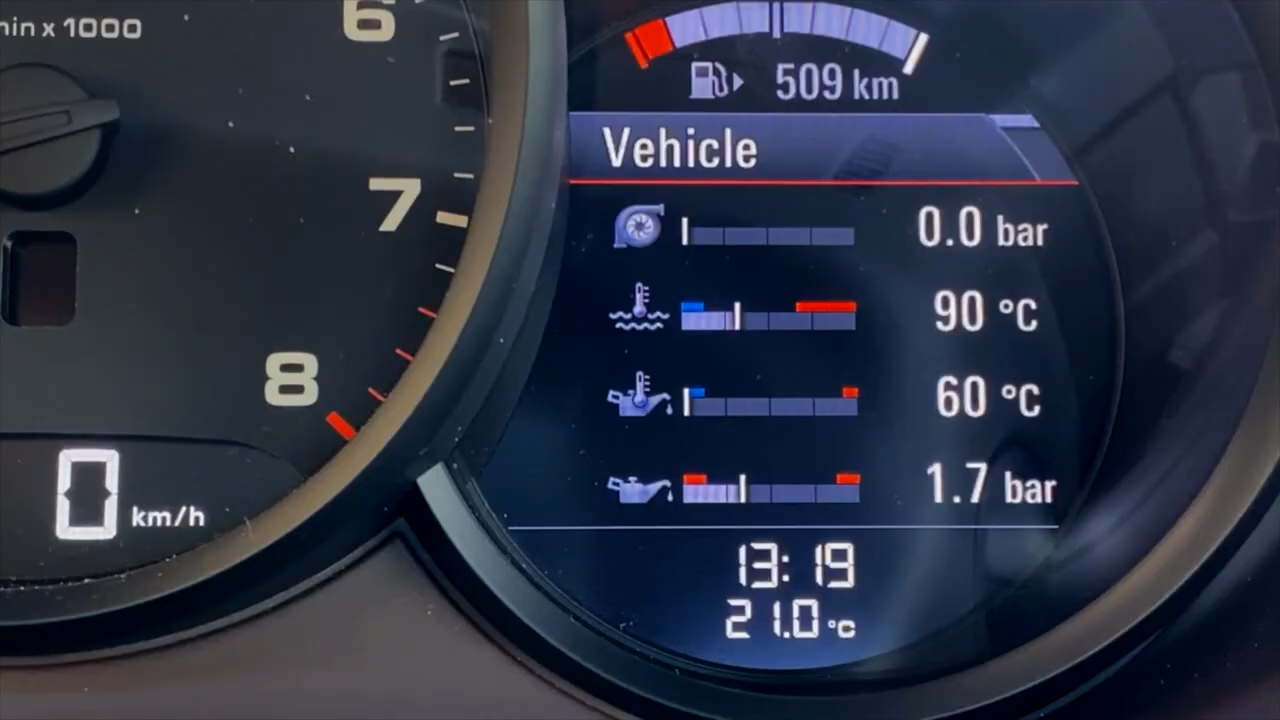 x 1000
6
7
8
0 km/h
509 km
Vehicle
0.0 bar
90 °C
60 °C
1.7 bar
13:19
21.0 °C